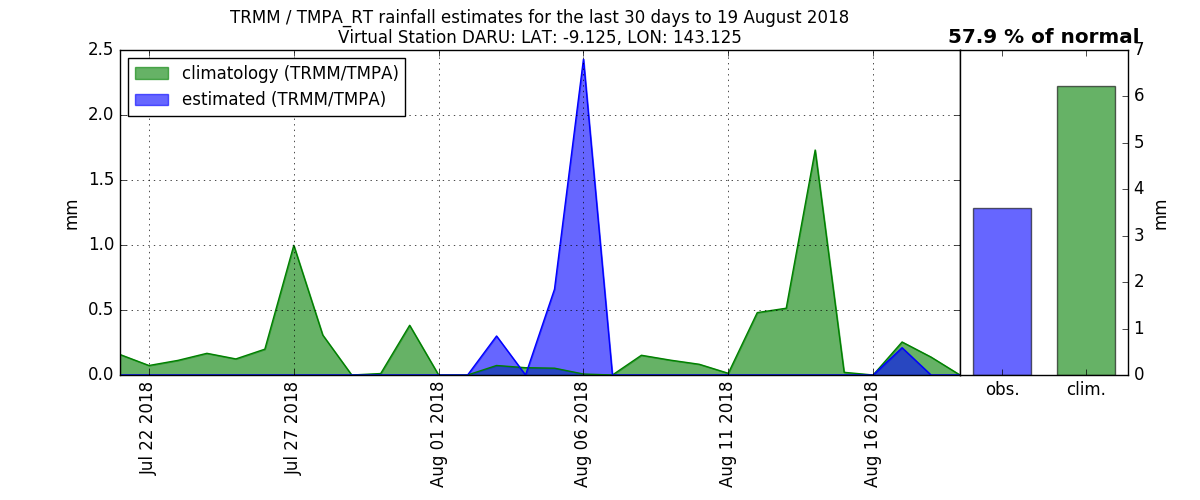 TRMM / TMPA_RT rainfall estimates for the last 30 days to 19 August 2018
Virtual Station DARU: LAT: -9.125, LON: 143.125
57.9 % of normal
climatology (TRMM/TMPA)
estimated (TRMM/TMPA)
2.5
2.0
1.5
1.0
0.5
0.0
mm
Jul 22 2018
Jul 27 2018
Aug 01 2018
Aug 06 2018
Aug 11 2018
Aug 16 2018
7
6
5
4
3
2
1
0
mm
obs.
clim.